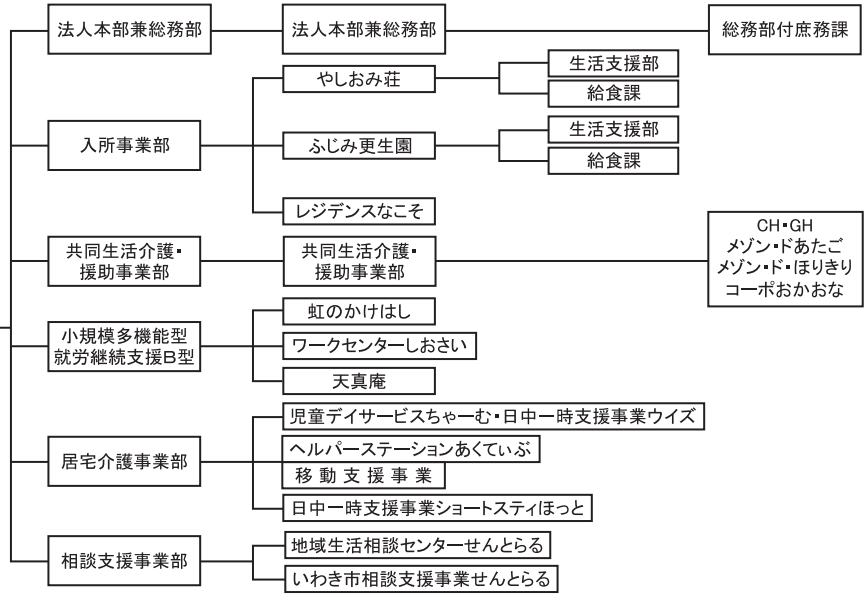 法人本部兼総務部
法人本部兼総務部
総務部付庶務課
入所事業部
やしおみ荘
生活支援部
給食課
ふじみ更生園
生活支援部
給食課
レジデンスなこそ
共同生活介護・
援助事業部
共同生活介護・
援助事業部
CH・GH
メゾン・ドあたご
メゾン・ド・ほりきり
コーポおかおな
小規模多機能型
就労継続支援B型
虹のかけはし
ワークセンターしおさい
天真庵
居宅介護事業部
児童デイサービスちゃーむ・日中一時支援事業ウイズ
ヘルパーステーションあくてぃぶ
移動支援事業
日中一時支援事業ショートスティほっと
相談支援事業部
地域生活相談センターせんとらる
いわき市相談支援事業せんとらる